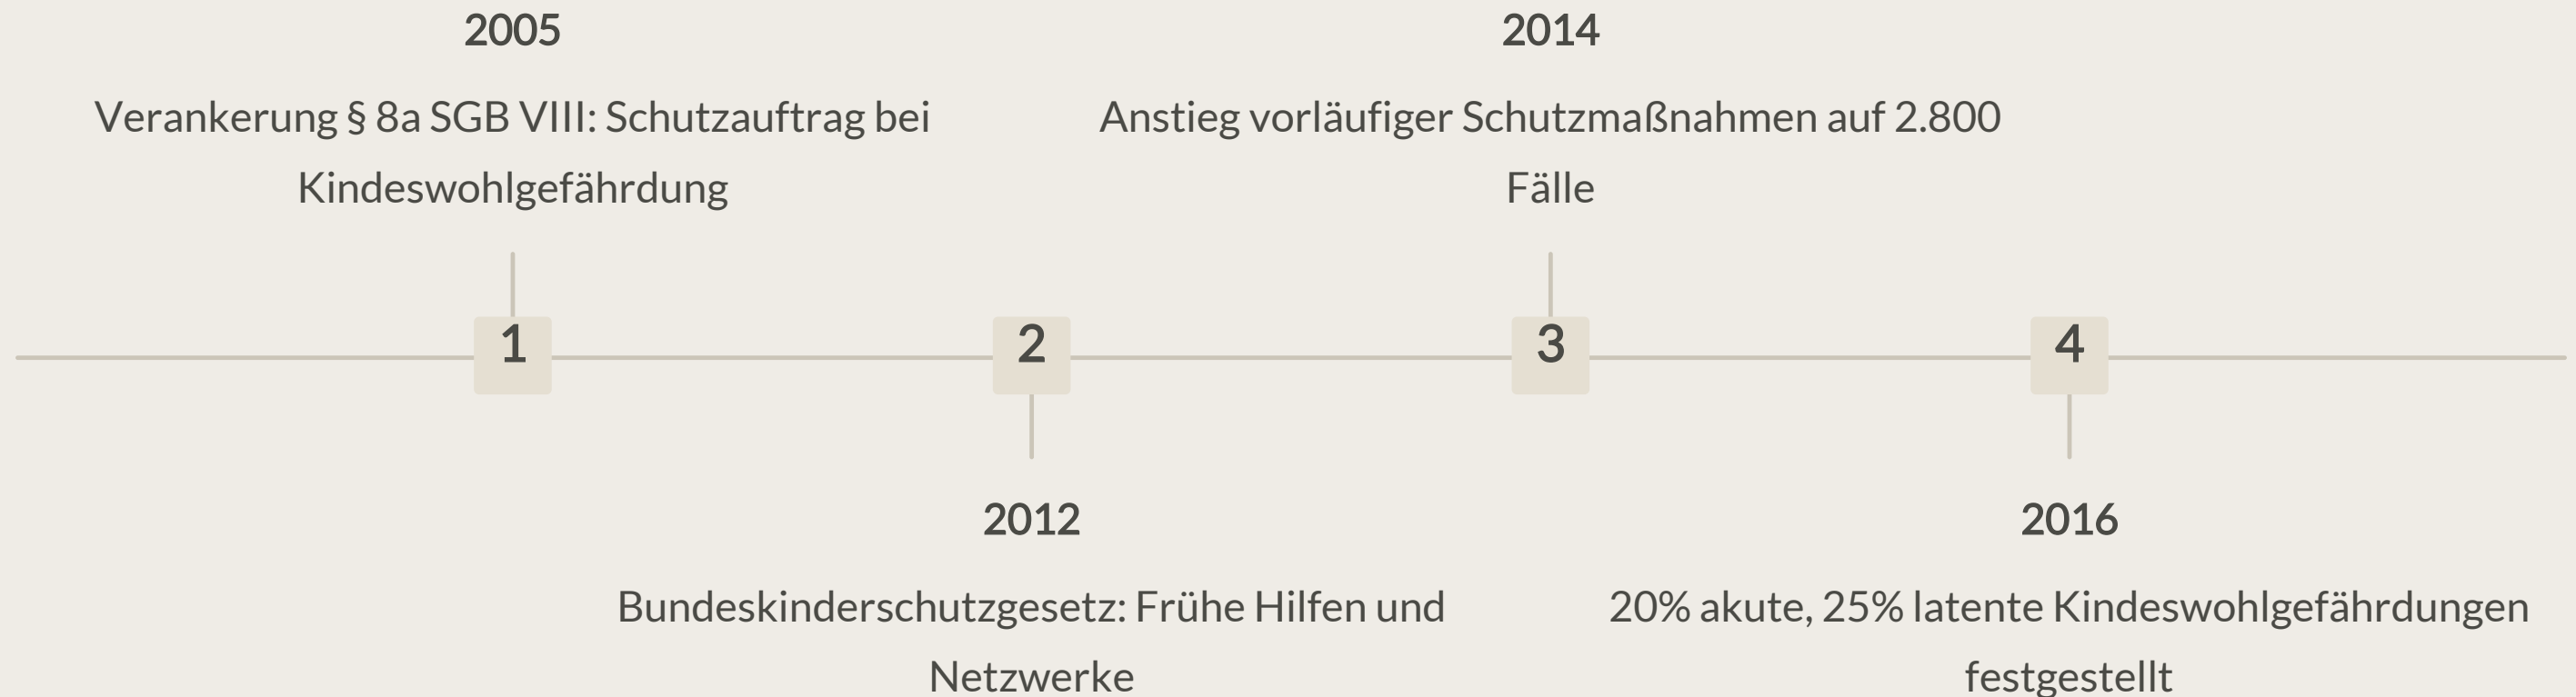 2005
Verankerung § 8a SGB VIII: Schutzauftrag bei
Kindeswohlgefährdung
2014
Anstieg vorläufiger Schutzmaßnahmen auf 2.800
Fälle
1
2
3
4
2012
Bundeskinderschutzgesetz: Frühe Hilfen und
Netzwerke
2016
20% akute, 25% latente Kindeswohlgefährdungen
festgestellt